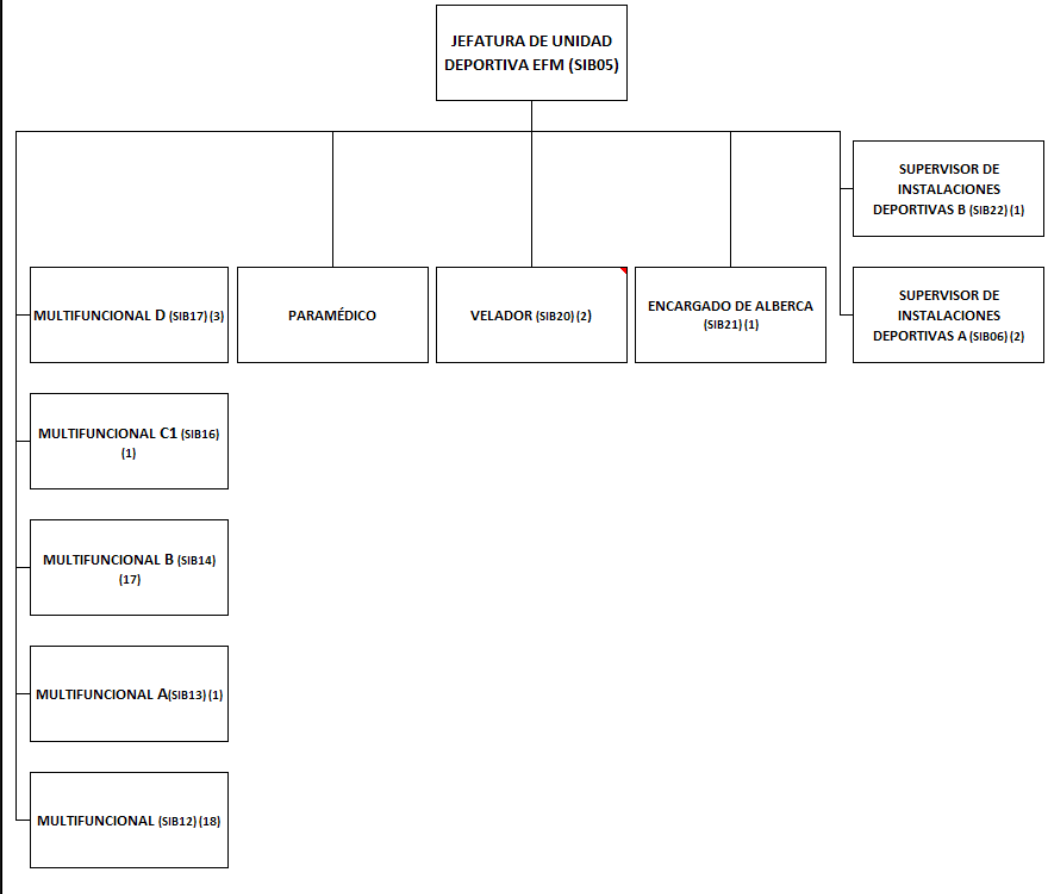 JEFATURA DE UNIDAD
DEPORTIVA EFM (SIB05)
SUPERVISOR DE
INSTALACIONES
DEPORTIVAS B (SIB22) (1)
MULTIFUNCIONAL D (SIB17) (3)
PARAMÉDICO
VELADOR (SIB20) (2)
ENCARGADO DE ALBERCA
(SIB21) (1)
SUPERVISOR DE
INSTALACIONES
DEPORTIVAS A (SIB06) (2)
MULTIFUNCIONAL C1 (SIB16)
(1)
MULTIFUNCIONAL B (SIB14)
(17)
MULTIFUNCIONAL A(SIB13) (1)
MULTIFUNCIONAL (SIB12) (18)